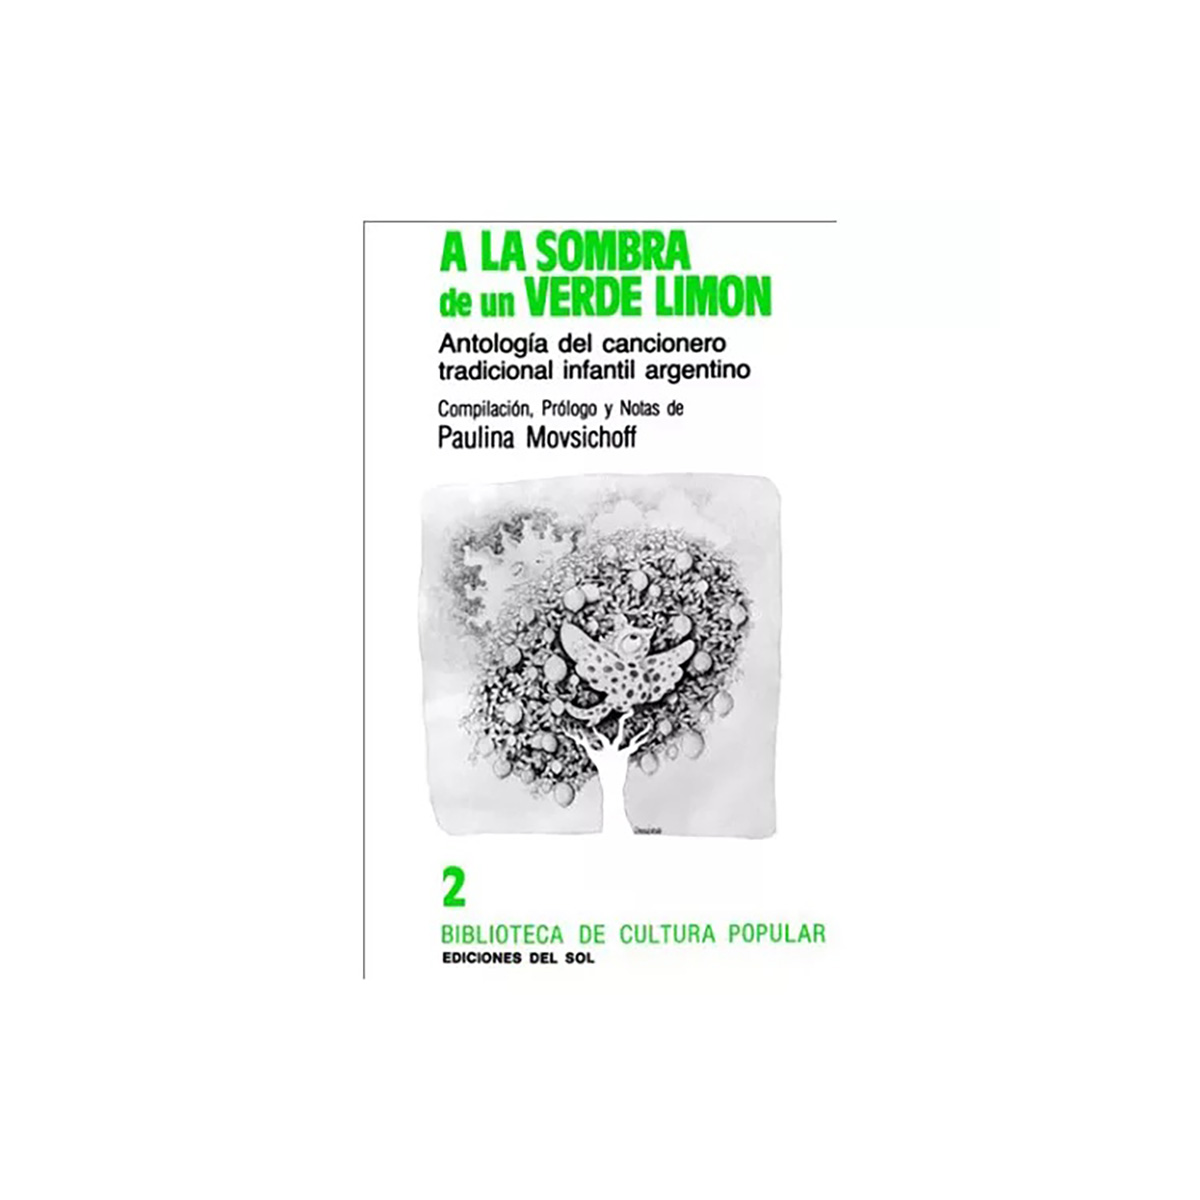 A LA SOMBRA
de un VERDE LIMON
Antología del cancionero
tradicional infantil argentino
Compilación, Prólogo y Notas de
Paulina Movsichoff
2
BIBLIOTECA DE CULTURA POPULAR
EDICIONES DEL SOL